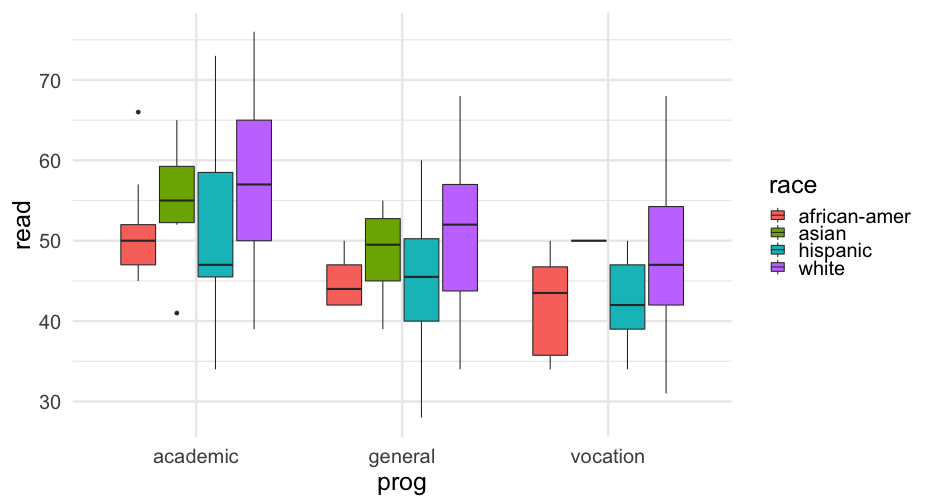 70
60
50
40
30
read
academic
general
vocation
prog
race
african-amer
asian
hispanic
white